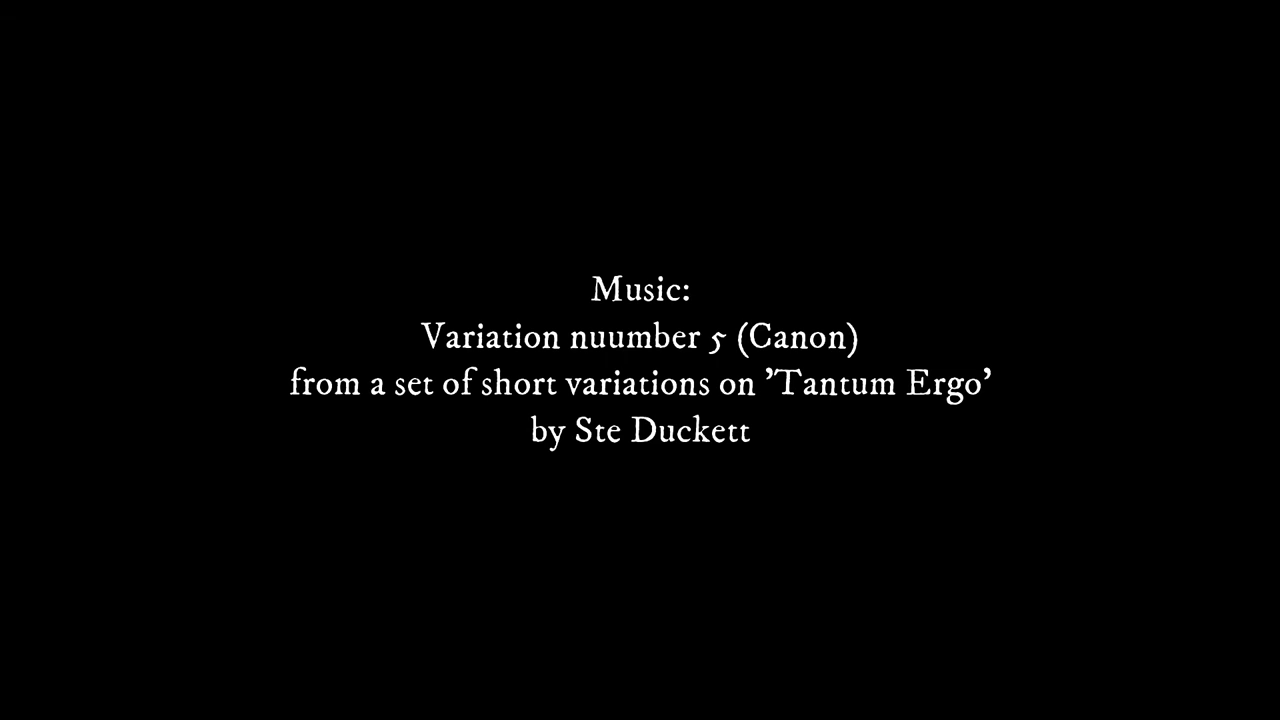 Music:
Variation nuumber 5 (Canon)
from a set of short variations on ’Tantum Ergo’
by Ste Duckett